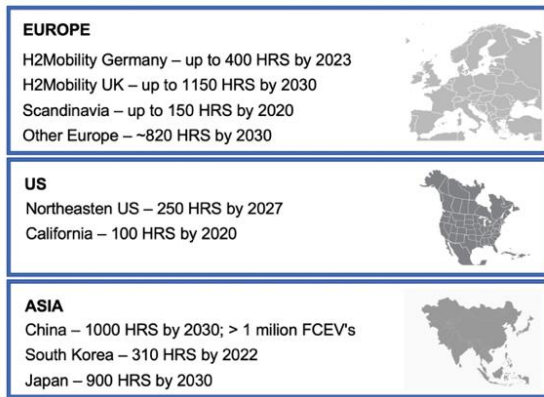 EUROPE
H2Mobility Germany – up to 400 HRS by 2023
H2Mobility UK – up to 1150 HRS by 2030
Scandinavia – up to 150 HRS by 2020
Other Europe – ~820 HRS by 2030
US
Northeasten US – 250 HRS by 2027
California – 100 HRS by 2020
ASIA
China – 1000 HRS by 2030; > 1 milion FCEV's
South Korea – 310 HRS by 2022
Japan – 900 HRS by 2030